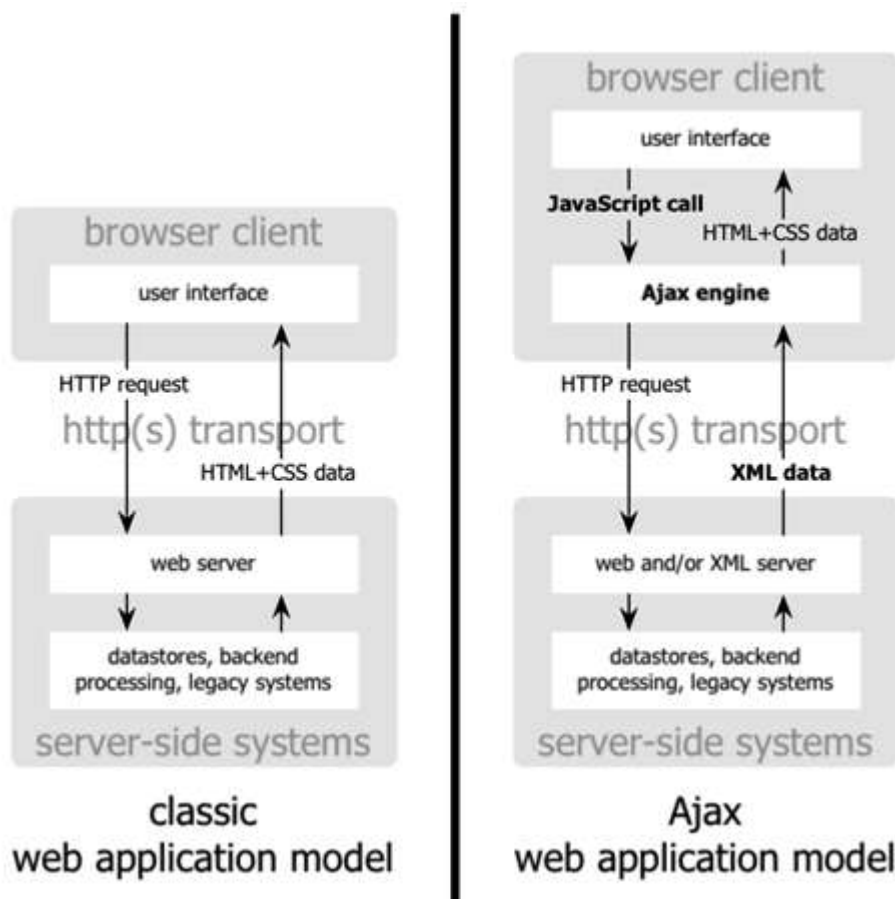 browser client
user interface
HTTP request
http(s) transport
HTML+CSS data
web server
datastores, backend
processing, legacy systems
server-side systems
classic
web application model
browser client
user interface
JavaScript call
HTML+CSS data
Ajax engine
HTTP request
http(s) transport
XML data
web and/or XML server
datastores, backend
processing, legacy systems
server-side systems
Ajax
web application model